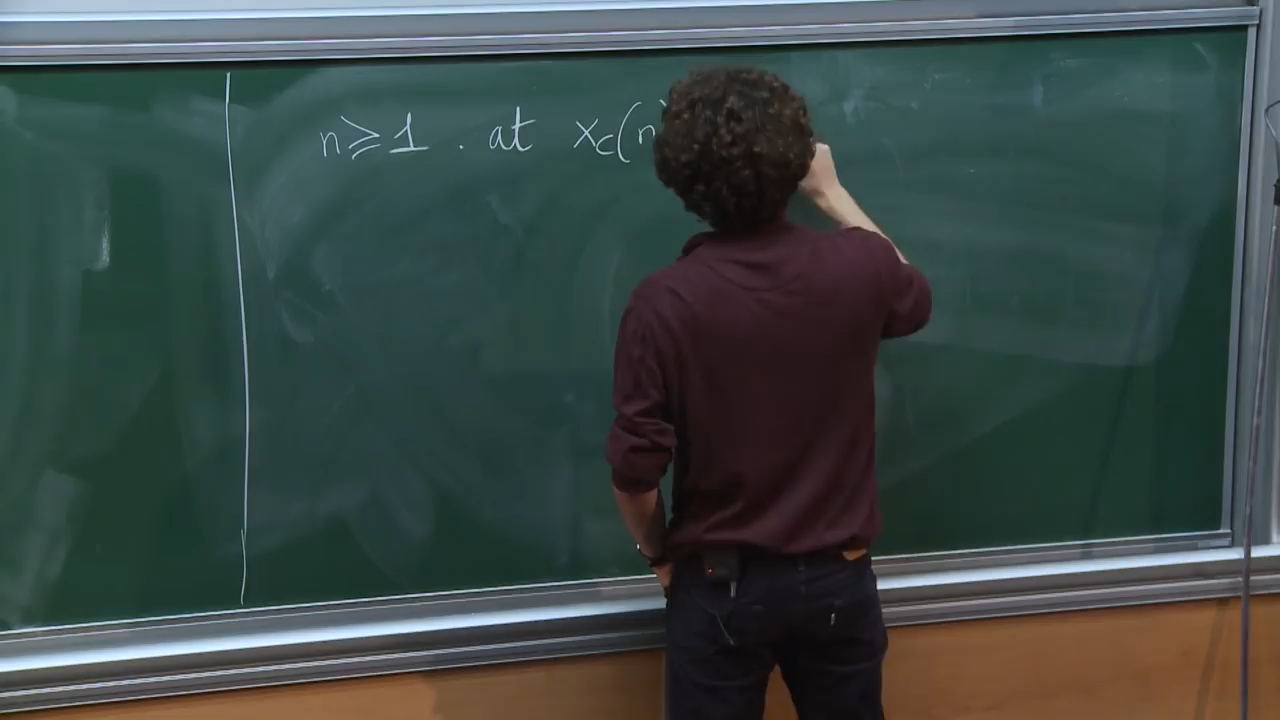 n ⩾ 1 . at x_c(n)